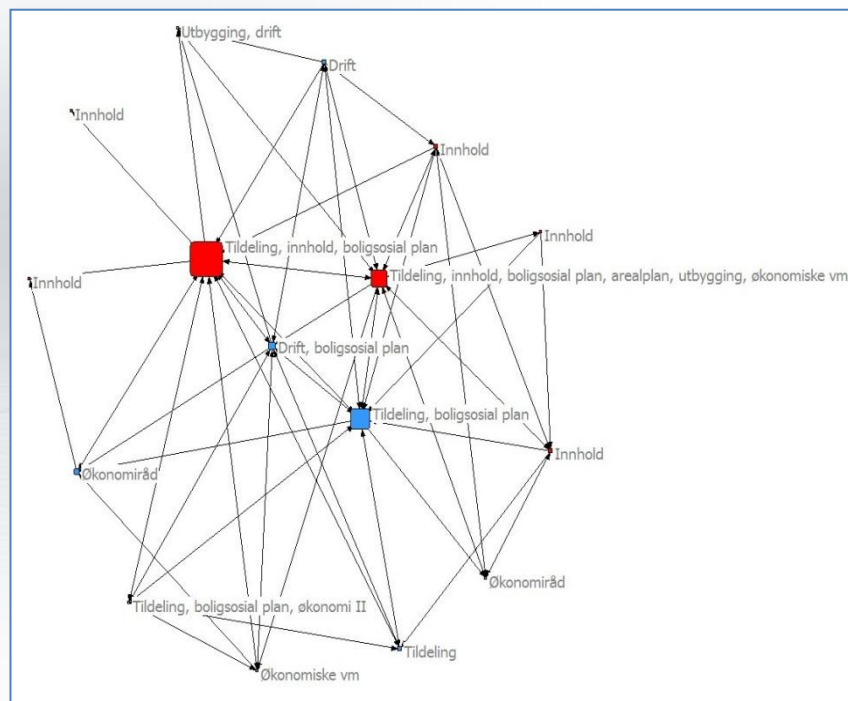 Utbygging, drift
Drift
Innhold
Innhold
Innhold
Tildeling, innhold, boligsosial plan
Tildeling, innhold, boligsosial plan, arealplan, utbygging, økonomiske vm
Innhold
Drift, boligsosial plan
Tildeling, boligsosial plan
Innhold
Økonomiråd
Økonomiråd
Tildeling, boligsosial plan, økonomi II
Tildeling
Økonomiske vm